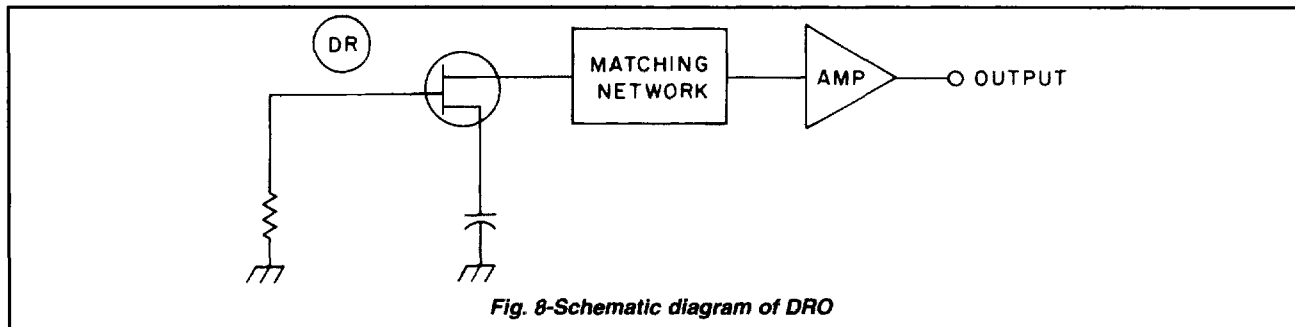 DR
MATCHING
NETWORK
AMP
OUTPUT
Fig. 8-Schematic diagram of DRO